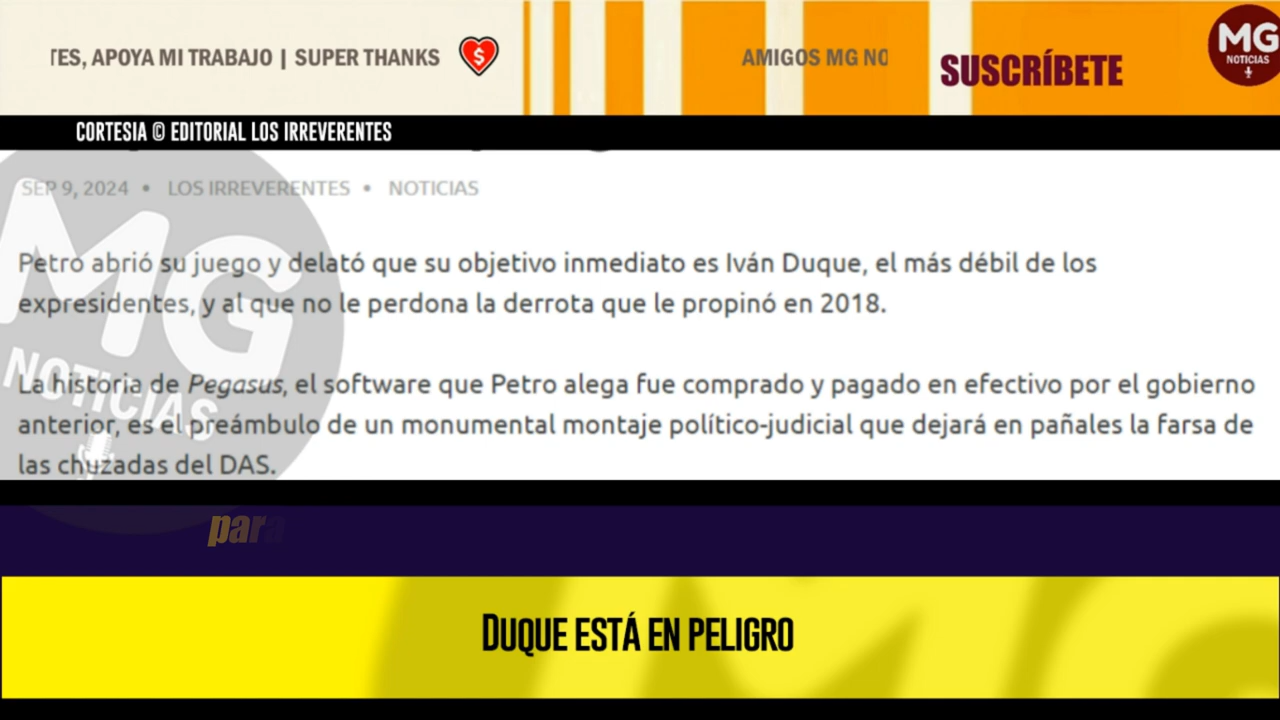 TES, APOYA MI TRABAJO | SUPER THANKS
AMIGOS MG NO
SUSCRÍBETE
MG
NOTICIAS
CORTESIA © EDITORIAL LOS IRREVERENTES
SEP 9, 2024 • LOS IRREVERENTES • NOTICIAS
Petro abrió su juego y delató que su objetivo inmediato es Iván Duque, el más débil de los
expresidentes, y al que no le perdona la derrota que le propinó en 2018.
La historia de Pegasus, el software que Petro alega fue comprado y pagado en efectivo por el gobierno
anterior, es el preámbulo de un monumental montaje político-judicial que dejará en pañales la farsa de
las chuzadas del DAS.
MG
NOTICIAS
para
DUQUE ESTÁ EN PELIGRO